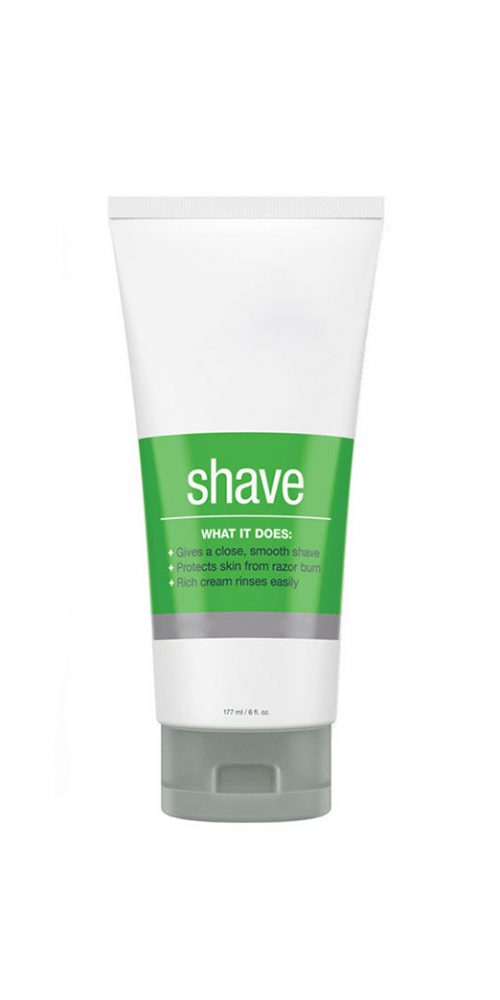 shave
WHAT IT DOES:
+ Gives a close, smooth shave
+ Protects skin from razor burn
+ Rich cream rinses easily
177 ml / 6 fl. oz.